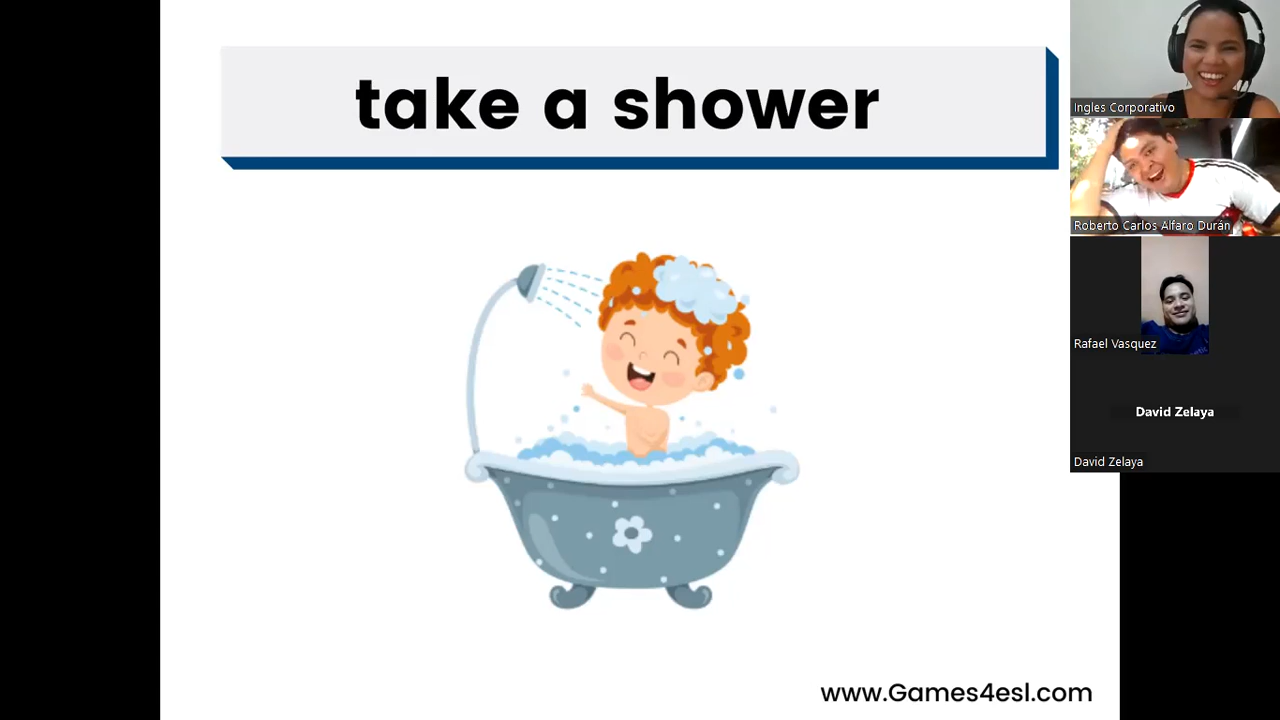 take a shower
Ingles Corporativo
Roberto Carlos Alfaro Durán
Rafael Vasquez
David Zelaya
David Zelaya
www.Games4esl.com